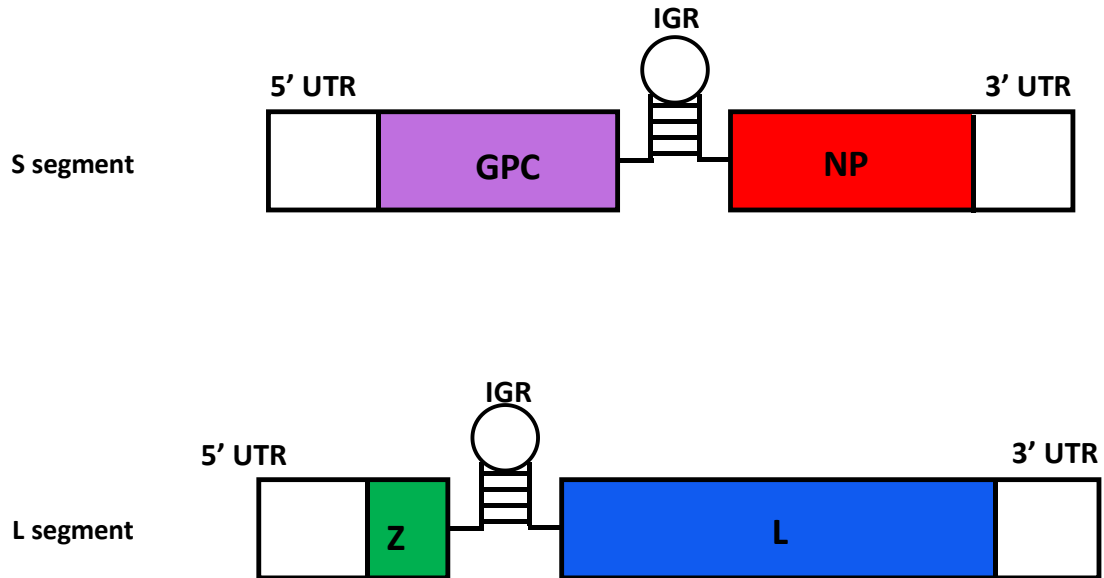 IGR
5’ UTR
3’ UTR
S segment
GPC
NP
IGR
5’ UTR
3’ UTR
L segment
Z
L